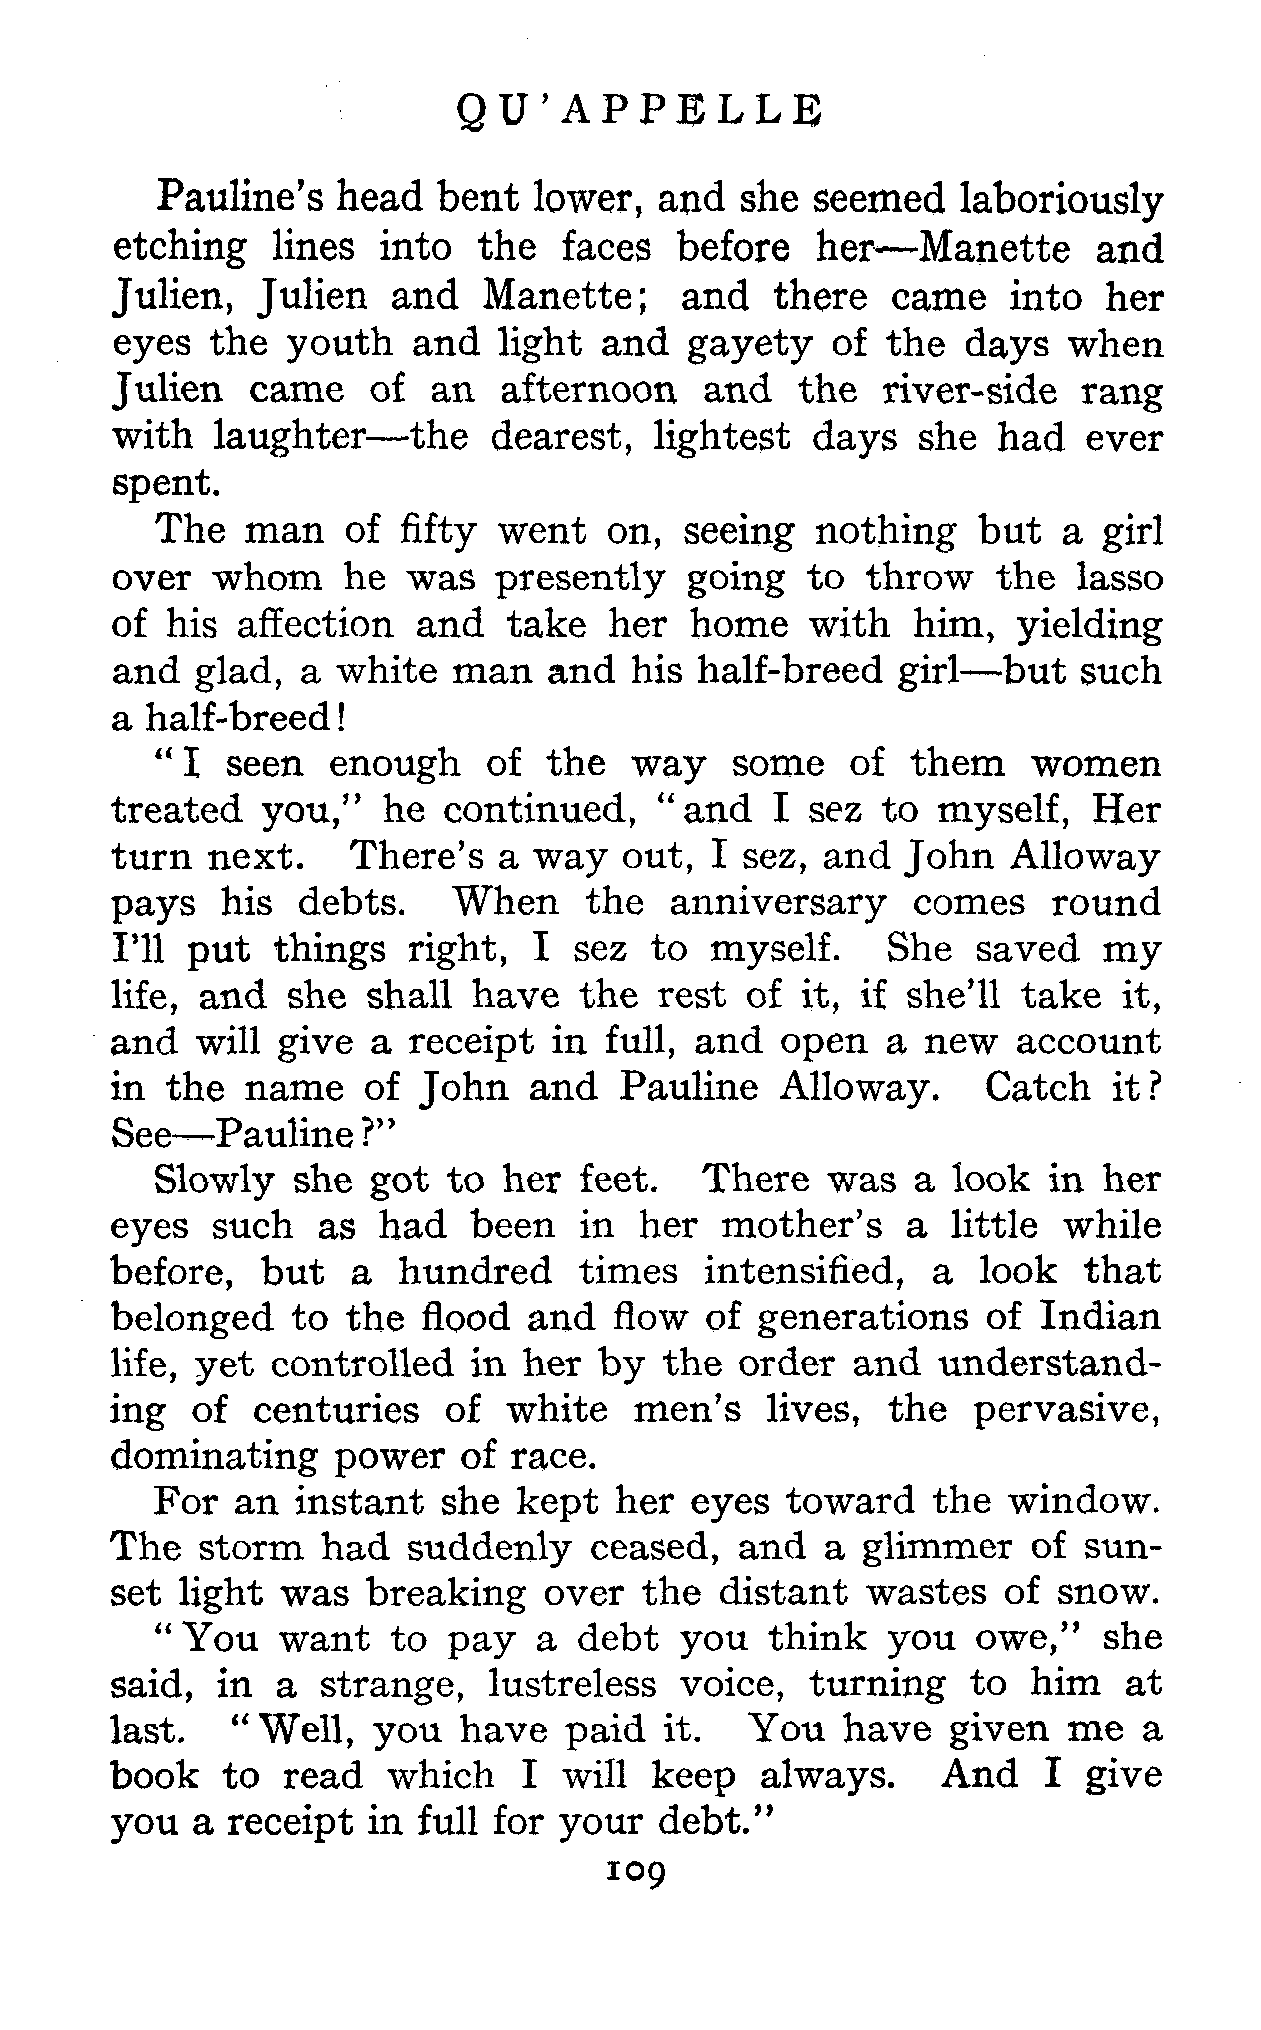 QU'APPELLE
Pauline's head bent lower, and she seemed laboriously
etching lines into the faces before her—Manette and
Julien, Julien and Manette; and there came into her
eyes the youth and light and gayety of the days when
Julien came of an afternoon and the river-side rang
with laughter—the dearest, lightest days she had ever
spent.
The man of fifty went on, seeing nothing but a girl
over whom he was presently going to throw the lasso
of his affection and take her home with him, yielding
and glad, a white man and his half-breed girl—but such
a half-breed!
"I seen enough of the way some of them women
treated you," he continued, "and I sez to myself, Her
turn next. There's a way out, I sez, and John Alloway
pays his debts. When the anniversary comes round
I'll put things right, I sez to myself. She saved my
life, and she shall have the rest of it, if she'll take it,
and will give a receipt in full, and open a new account
in the name of John and Pauline Alloway. Catch it?
See—Pauline?"
Slowly she got to her feet. There was a look in her
eyes such as had been in her mother's a little while
before, but a hundred times intensified, a look that
belonged to the flood and flow of generations of Indian
life, yet controlled in her by the order and understand-
ing of centuries of white men's lives, the pervasive,
dominating power of race.
For an instant she kept her eyes toward the window.
The storm had suddenly ceased, and a glimmer of sun-
set light was breaking over the distant wastes of snow.
"You want to pay a debt you think you owe," she
said, in a strange, lustreless voice, turning to him at
last. "Well, you have paid it. You have given me a
book to read which I will keep always. And I give
you a receipt in full for your debt."
109